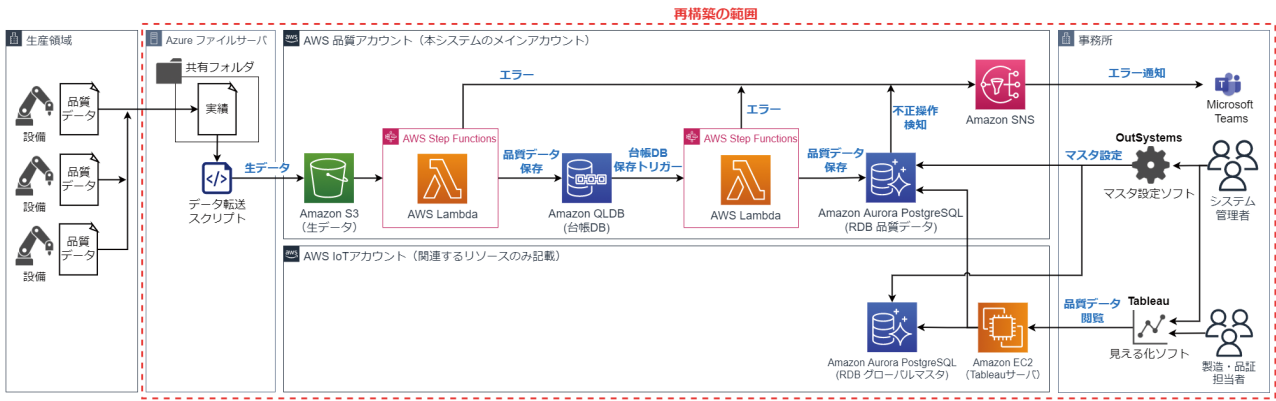 再構築の範囲
生産領域
品質
データ
設備
品質
データ
設備
品質
データ
設備
Azure ファイルサーバ
共有フォルダ
実績
データ転送
スクリプト
生データ
aws
AWS 品質アカウント（本システムのメインアカウント）
Amazon S3
（生データ）
エラー
AWS Step Functions
AWS Lambda
品質データ
保存
Amazon QLDB
(台帳DB)
台帳DB
保存トリガー
エラー
AWS Step Functions
AWS Lambda
品質データ
保存
不正操作
検知
Amazon Aurora PostgreSQL
(RDB 品質データ)
Amazon SNS
aws
AWS IoTアカウント（関連するリソースのみ記載）
Amazon Aurora PostgreSQL
(RDB グローバルマスタ)
Amazon EC2
（Tableauサーバ）
事務所
エラー通知
T
Microsoft
Teams
OutSystems
マスタ設定
マスタ設定ソフト
システム
管理者
品質データ
閲覧
Tableau
見える化ソフト
製造・品証
担当者